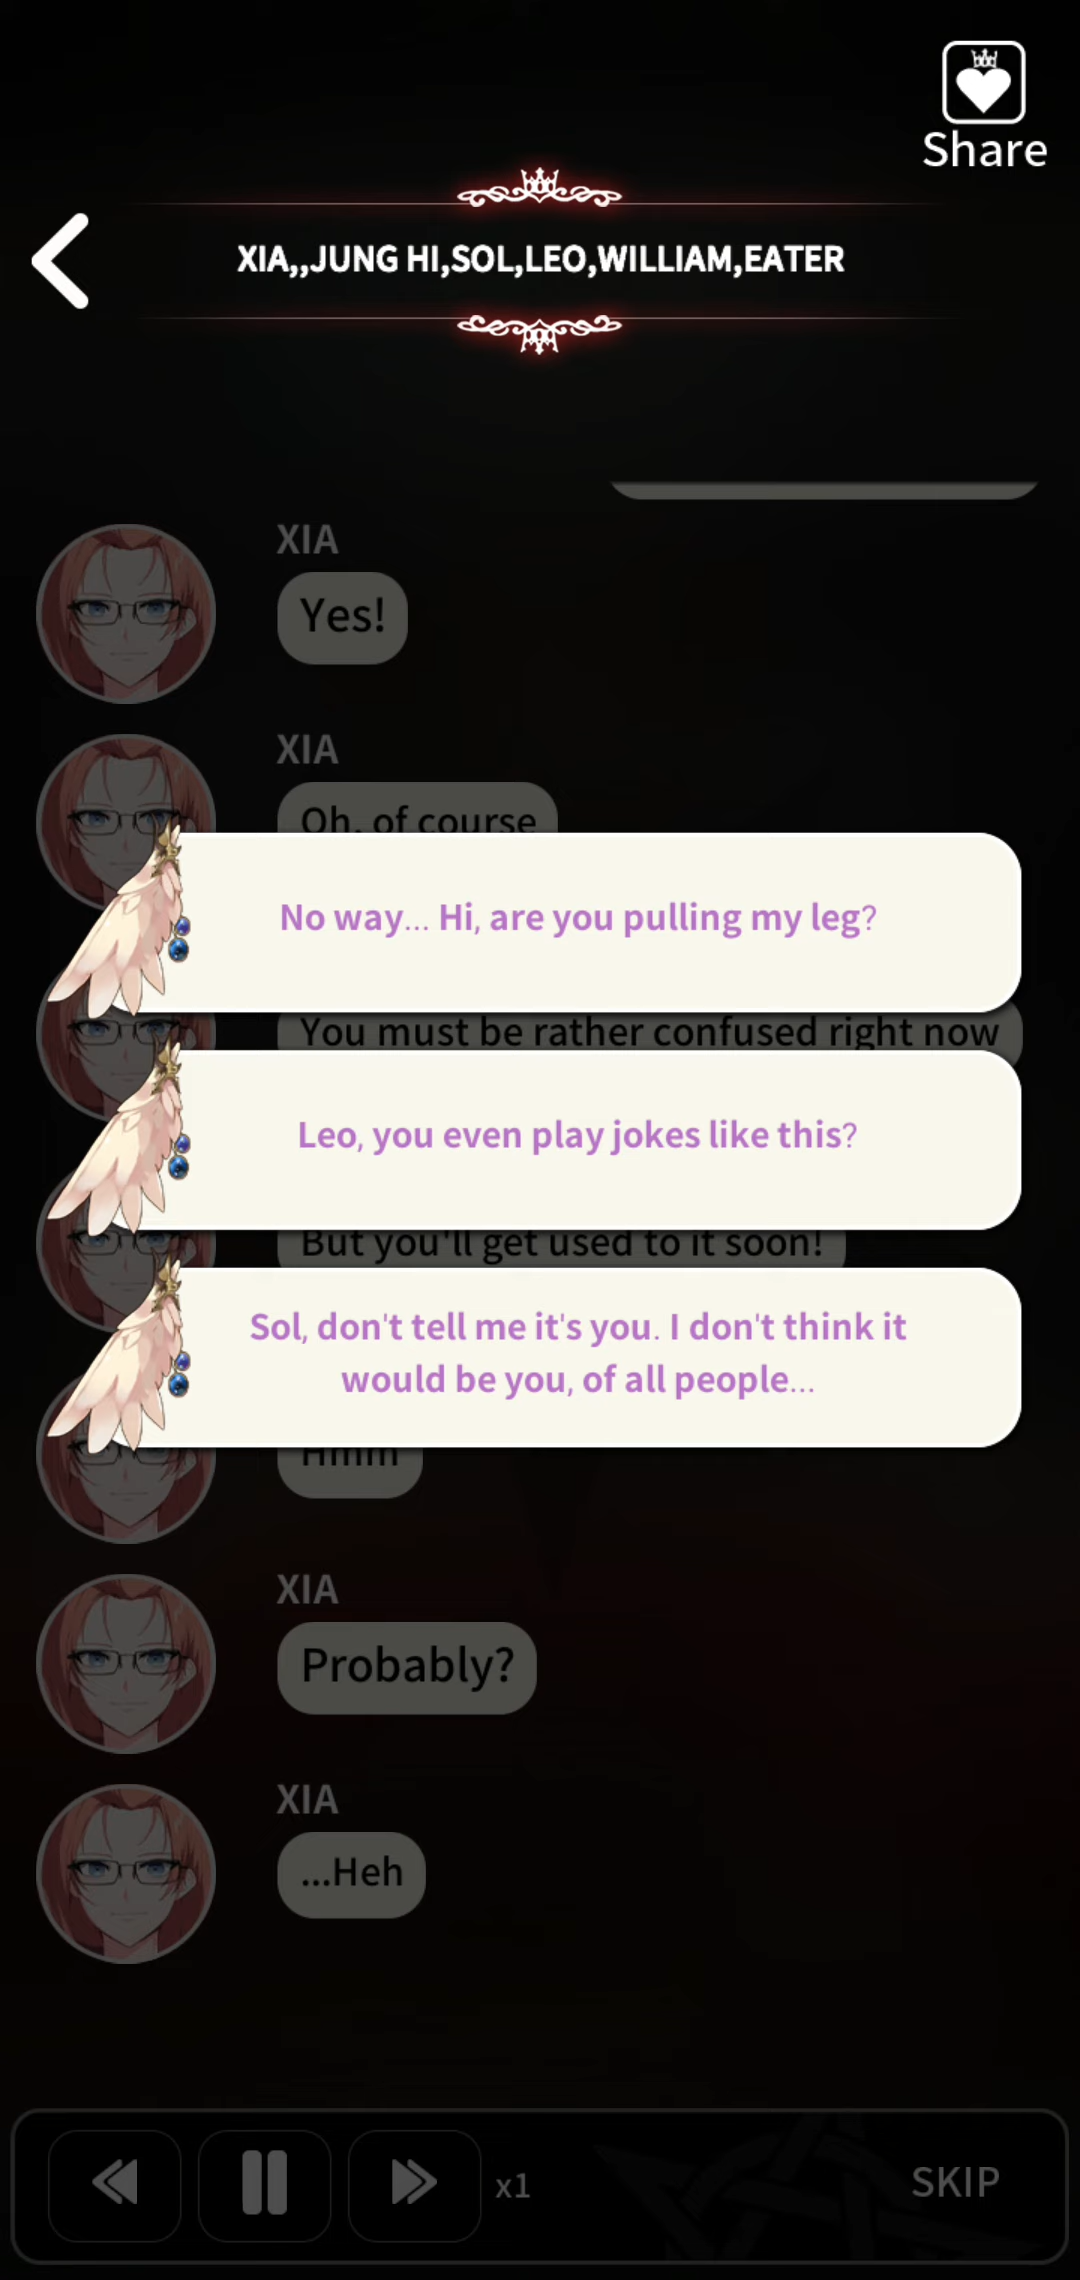 Share
XIA,,JUNG HI,SOL,LEO,WILLIAM,EATER
XIA
Yes!
XIA
Oh, of course
No way... Hi, are you pulling my leg?
You must be rather confused right now
Leo, you even play jokes like this?
But you'll get used to it soon!
Sol, don't tell me it's you. I don't think it
would be you, of all people...
Hmm
XIA
Probably?
XIA
...Heh
x1
SKIP